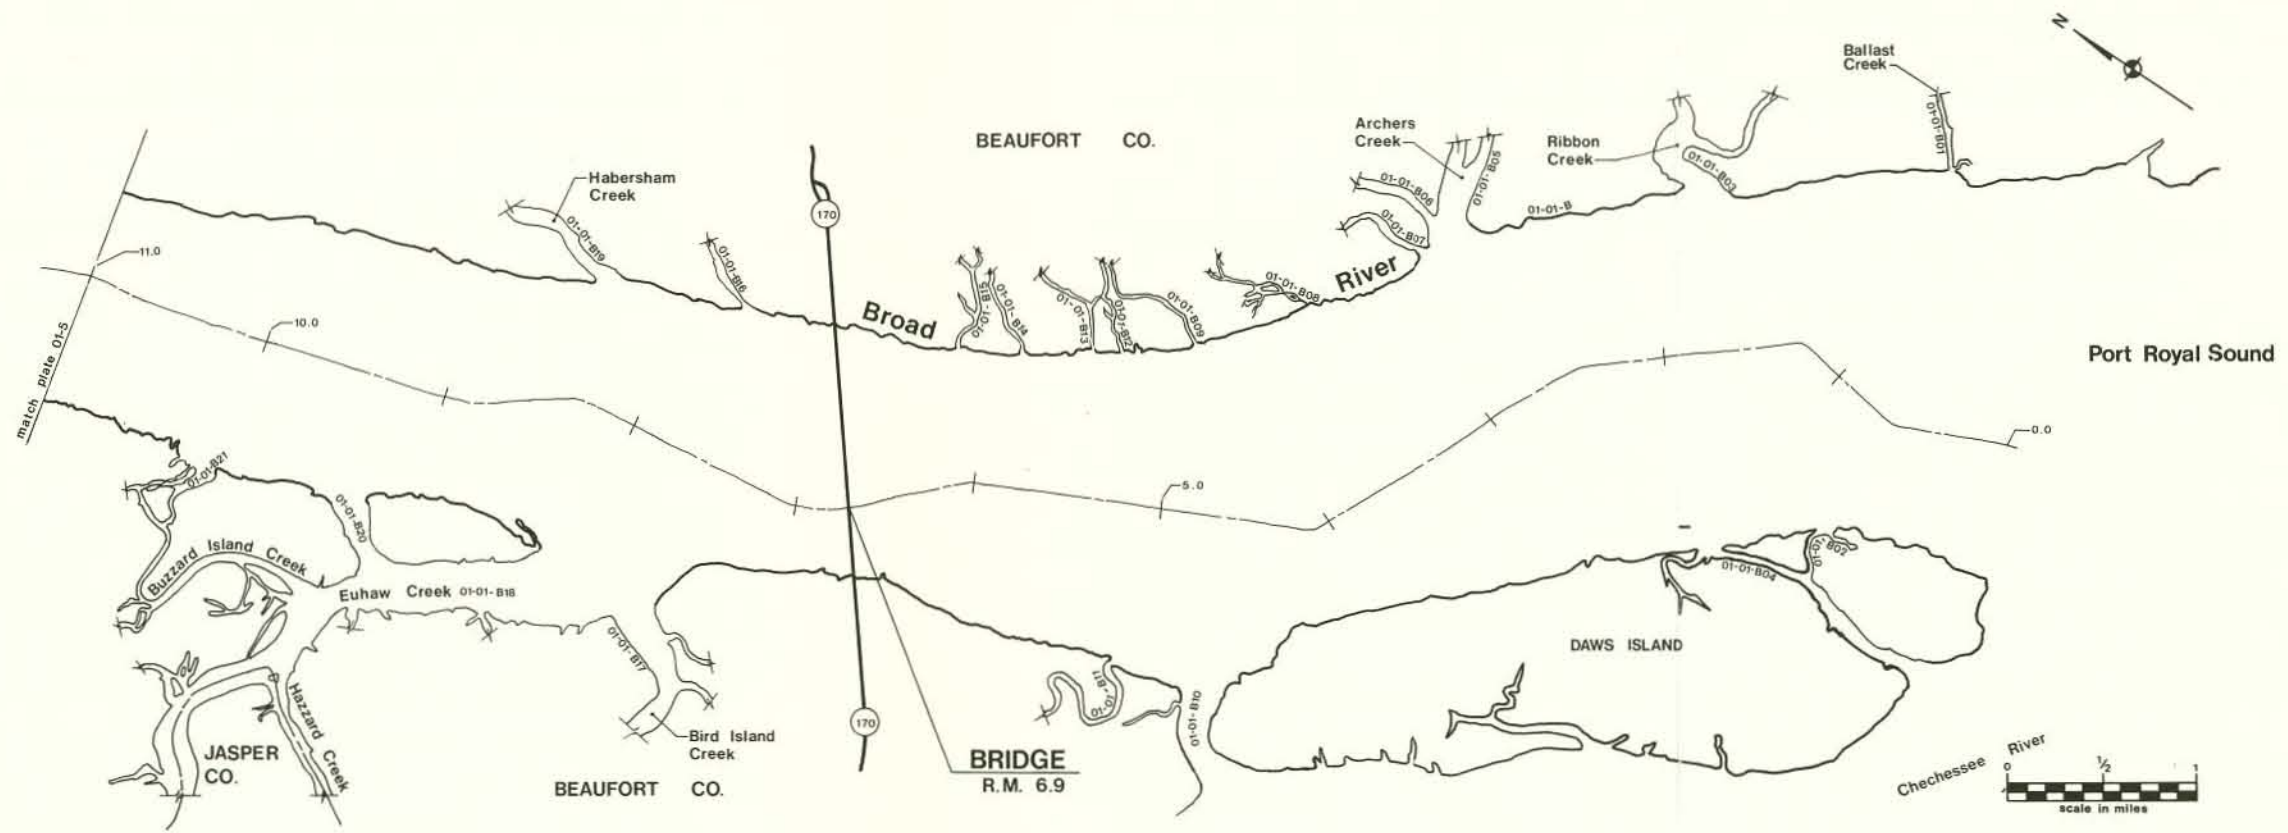 N
Ballast
Creek
01-01-B01
Archers
Creek
01-01-B05
Ribbon
Creek
01-01-B03
BEAUFORT CO.
Habersham
Creek
01-01-B19
01-01-B16
170
01-01-B06
01-01-B07
01-01-B
11.0
10.0
match plate 01-5
Broad
River
01-01-B15
01-01-B14
01-01-B13
01-01-B12
01-01-B09
01-01-B08
Port Royal Sound
0.0
5.0
01-01-B21
01-01-B20
Buzzard Island Creek
Euhaw Creek 01-01-B18
01-01-B17
01-01-B02
01-01-B04
DAWS ISLAND
01-01-B11
01-01-B10
Hazzard Creek
170
Bird Island
Creek
JASPER
CO.
BEAUFORT CO.
BRIDGE
R.M. 6.9
Chechessee River
0 1/2 1
scale in miles